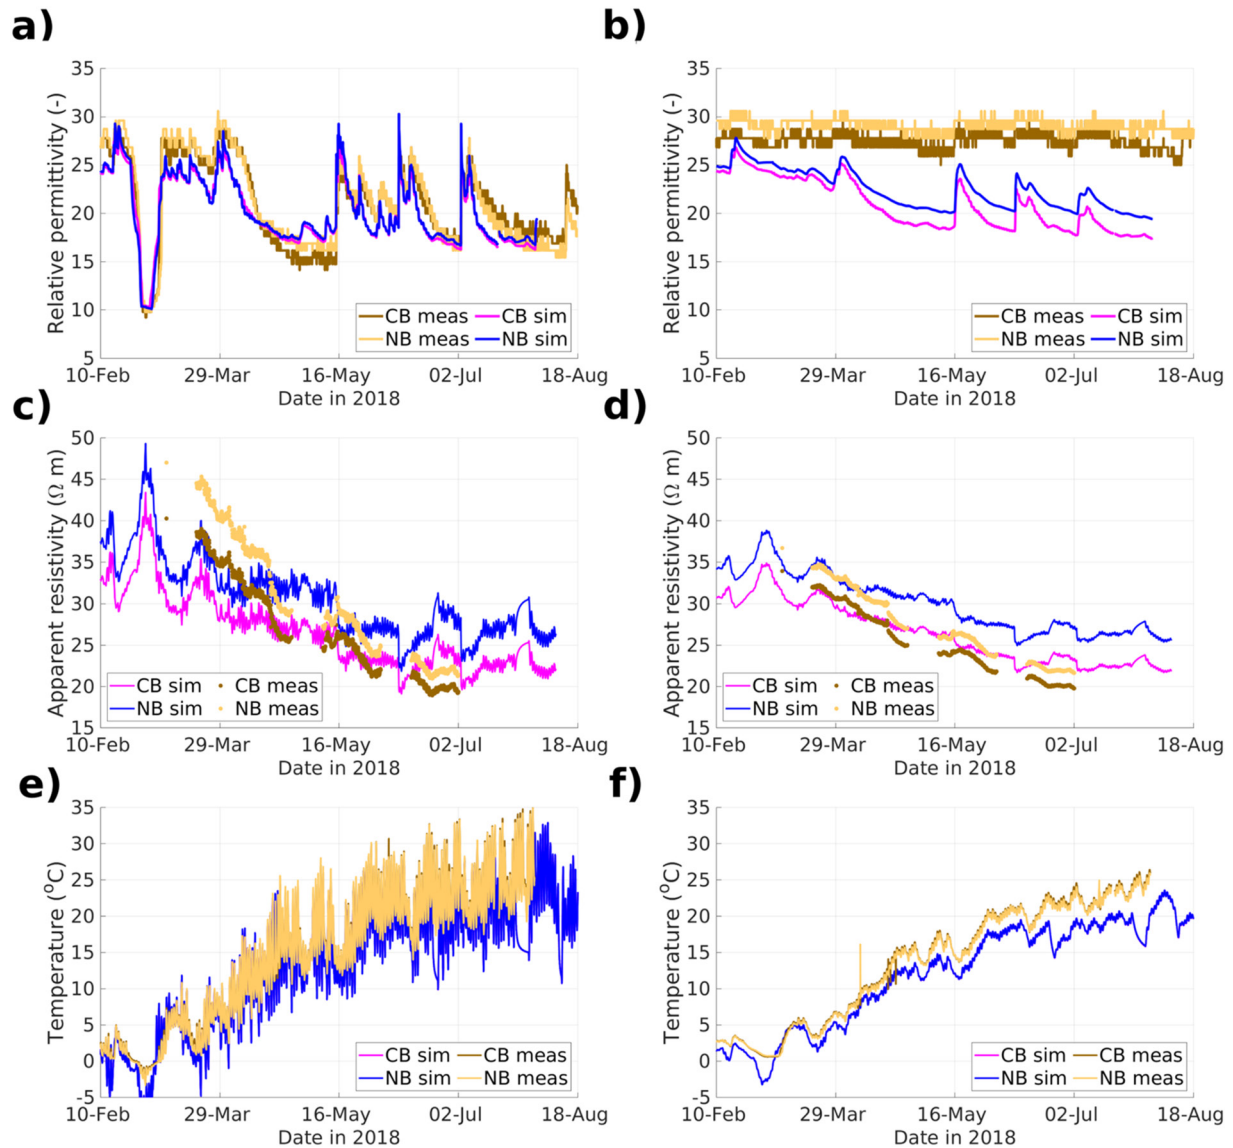 a)
35
30
25
20
15
10
5
Relative permittivity (-)
CB meas CB sim
NB meas NB sim
10-Feb 29-Mar 16-May 02-Jul 18-Aug
Date in 2018
b)
35
30
25
20
15
10
5
Relative permittivity (-)
CB meas CB sim
NB meas NB sim
10-Feb 29-Mar 16-May 02-Jul 18-Aug
Date in 2018
c)
50
45
40
35
30
25
20
15
Apparent resistivity (Ω m)
CB sim CB meas
NB sim NB meas
10-Feb 29-Mar 16-May 02-Jul 18-Aug
Date in 2018
d)
50
45
40
35
30
25
20
15
Apparent resistivity (Ω m)
CB sim CB meas
NB sim NB meas
10-Feb 29-Mar 16-May 02-Jul 18-Aug
Date in 2018
e)
35
30
25
20
15
10
5
0
-5
Temperature (°C)
CB sim CB meas
NB sim NB meas
10-Feb 29-Mar 16-May 02-Jul 18-Aug
Date in 2018
f)
35
30
25
20
15
10
5
0
-5
Temperature (°C)
CB sim CB meas
NB sim NB meas
10-Feb 29-Mar 16-May 02-Jul 18-Aug
Date in 2018